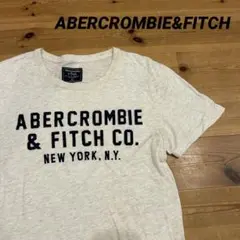 ABERCROMBIE&FITCH
ABERCROMBIE
& FITCH CO.
NEW YORK, N.Y.